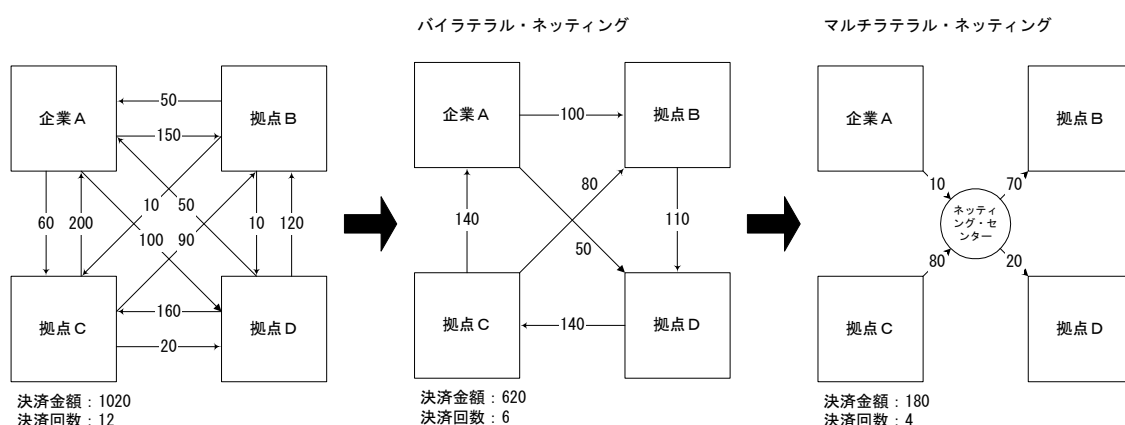 バイラテラル・ネッティング
マルチラテラル・ネッティング
企業A
拠点B
50
150
60
200
10
50
100
90
10
120
160
20
拠点C
拠点D
決済金額：1020
決済回数：12
企業A
拠点B
100
80
140
110
50
140
拠点C
拠点D
決済金額：620
決済回数：6
企業A
拠点B
10
70
ネッティ
ング・セ
ンター
80
20
拠点C
拠点D
決済金額：180
決済回数：4